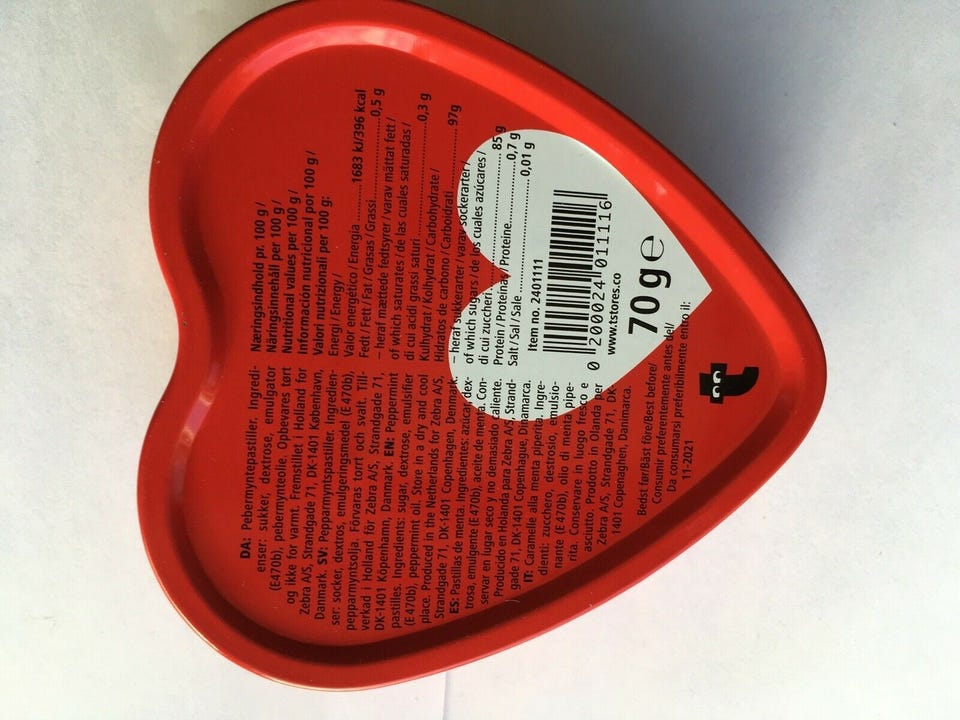 DA: Pebermyntepastiller. Ingredi-
enser: sukker, dextrose, emulgator
(E470b), pebermynteolie. Opbevares tørt
og ikke for varmt. Fremstillet i Holland for
Zebra A/S, Strandgade 71, DK-1401 København,
Danmark. SV: Pepparmyntspastiller. Ingredien-
ser: socker, dextros, emulgeringsmedel (E 470b),
pepparmyntsolja. Förvaras torrt och svalt. Till-
verkad i Holland för Zebra A/S, Strandgade 71,
DK-1401 Köpenhamn, Danmark. EN: Peppermint
pastilles. Ingredients: sugar, dextrose, emulsifier
(E 470b), peppermint oil. Store in a dry and cool
place. Produced in the Netherlands for Zebra A/S,
Strandgade 71, DK-1401 Copenhagen, Denmark.
ES: Pastillas de menta. Ingredientes: azúcar, dex-
trosa, emulgente (E470b), aceite de menta. Con-
servar en lugar seco y no demasiado caliente.
Producido en Holanda para Zebra A/S, Strand-
gade 71, DK-1401 Copenhague, Dinamarca.
IT: Caramelle alla menta piperita. Ingre-
dienti: zucchero, destrosio, emulsio-
nante (E470b), olio di menta pipe-
rita. Conservare in luogo fresco e
asciutto. Prodotto in Olanda per
Zebra A/S, Strandgade 71, DK-
1401 Copenaghen, Danimarca.
Næringsindhold pr. 100 g /
Näringsinnehåll per 100 g /
Nutritional values per 100 g /
Información nutricional por 100 g /
Valori nutrizionali per 100 g:
Energi / Energy /
Valor energético / Energia ......... 1683 kJ/396 kcal
Fedt / Fett / Fat / Grasas / Grassi ......... 0,5 g
– heraf mættede fedtsyrer / varav mättat fett /
of which saturates / de las cuales saturadas /
di cui acidi grassi saturi ......... 0,3 g
Kulhydrat / Kolhydrat / Carbohydrate /
Hidratos de carbono / Carboidrati ......... 97g
– heraf sukkerarter / varav sockerarter /
of which sugars / de los cuales azúcares /
di cui zuccheri ......... 85 g
Protein / Proteínas / Proteine ......... 0,7 g
Salt / Sal / Sale ......... 0,01 g
Item no. 2401111
0 200024 011116
www.tstores.co
70 g e
Bedst før/Bäst före/Best before/
Consumir preferentemente antes del/
Da consumarsi preferibilmente entro il:
11-2021